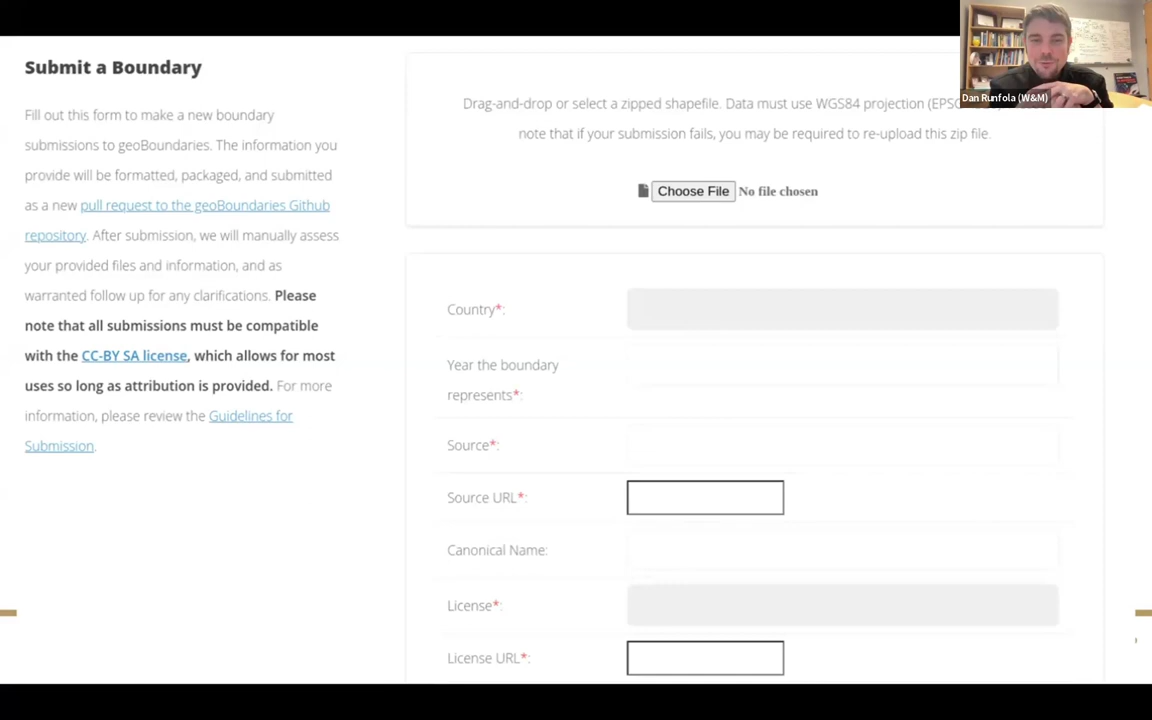 Submit a Boundary
Fill out this form to make a new boundary
submissions to geoBoundaries. The information you
provide will be formatted, packaged, and submitted
as a new pull request to the geoBoundaries Github
repository. After submission, we will manually assess
your provided files and information, and as
warranted follow up for any clarifications. Please
note that all submissions must be compatible
with the CC-BY SA license, which allows for most
uses so long as attribution is provided. For more
information, please review the Guidelines for
Submission.
Drag-and-drop or select a zipped shapefile. Data must use WGS84 projection
note that if your submission fails, you may be required to re-upload this zip file.
Choose File No file chosen
Country*:
Year the boundary
represents*:
Source*:
Source URL*:
Canonical Name:
License*:
License URL*:
Dan Runfola (W&M)